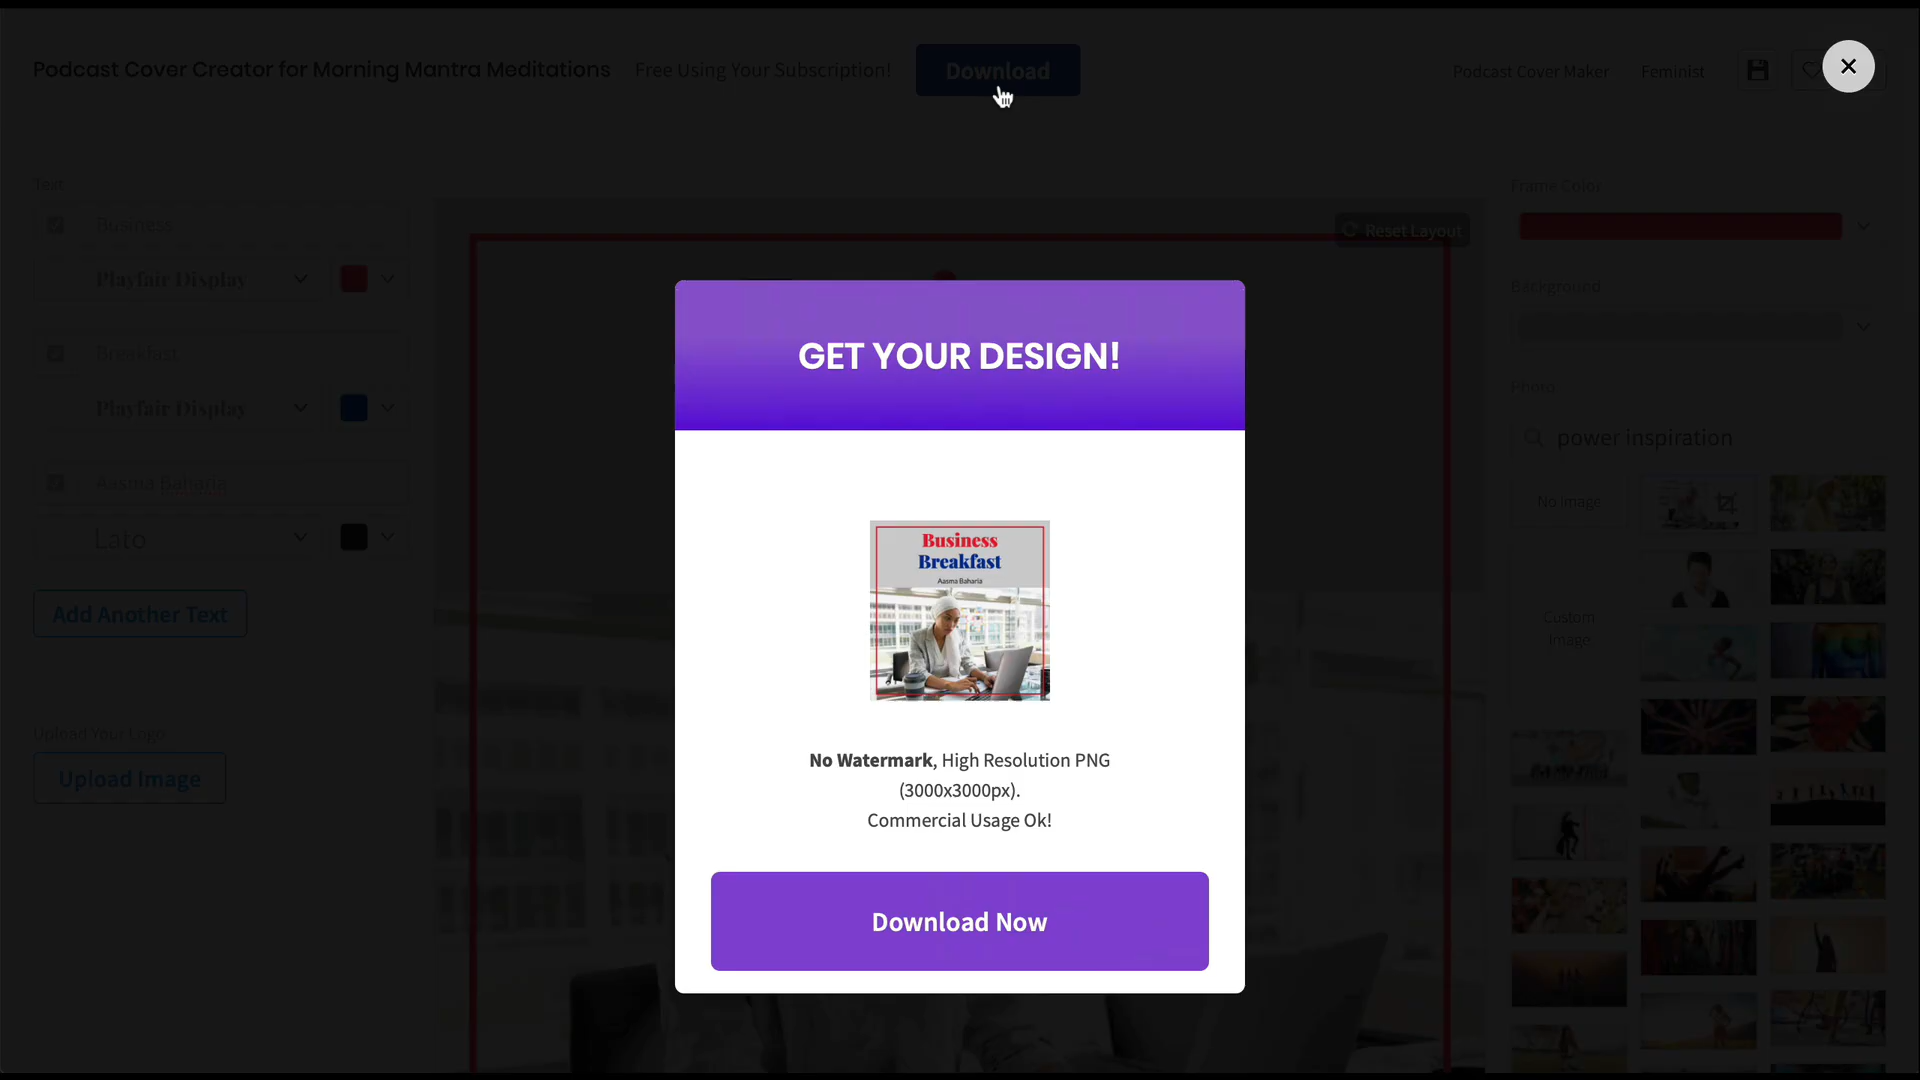 Podcast Cover Creator for Morning Mantra Meditations
Free Using Your Subscription!
Download
Podcast Cover Maker
Feminist
Text
Business
Playfair Display
Breakfast
Playfair Display
Aasma Baharia
Lato
Add Another Text
Upload Your Logo
Upload Image
Reset Layout
GET YOUR DESIGN!
Business
Breakfast
Aasma Baharia
No Watermark, High Resolution PNG
(3000x3000px).
Commercial Usage Ok!
Download Now
Frame Color
Background
Photo
power inspiration
No Image
Custom
Image